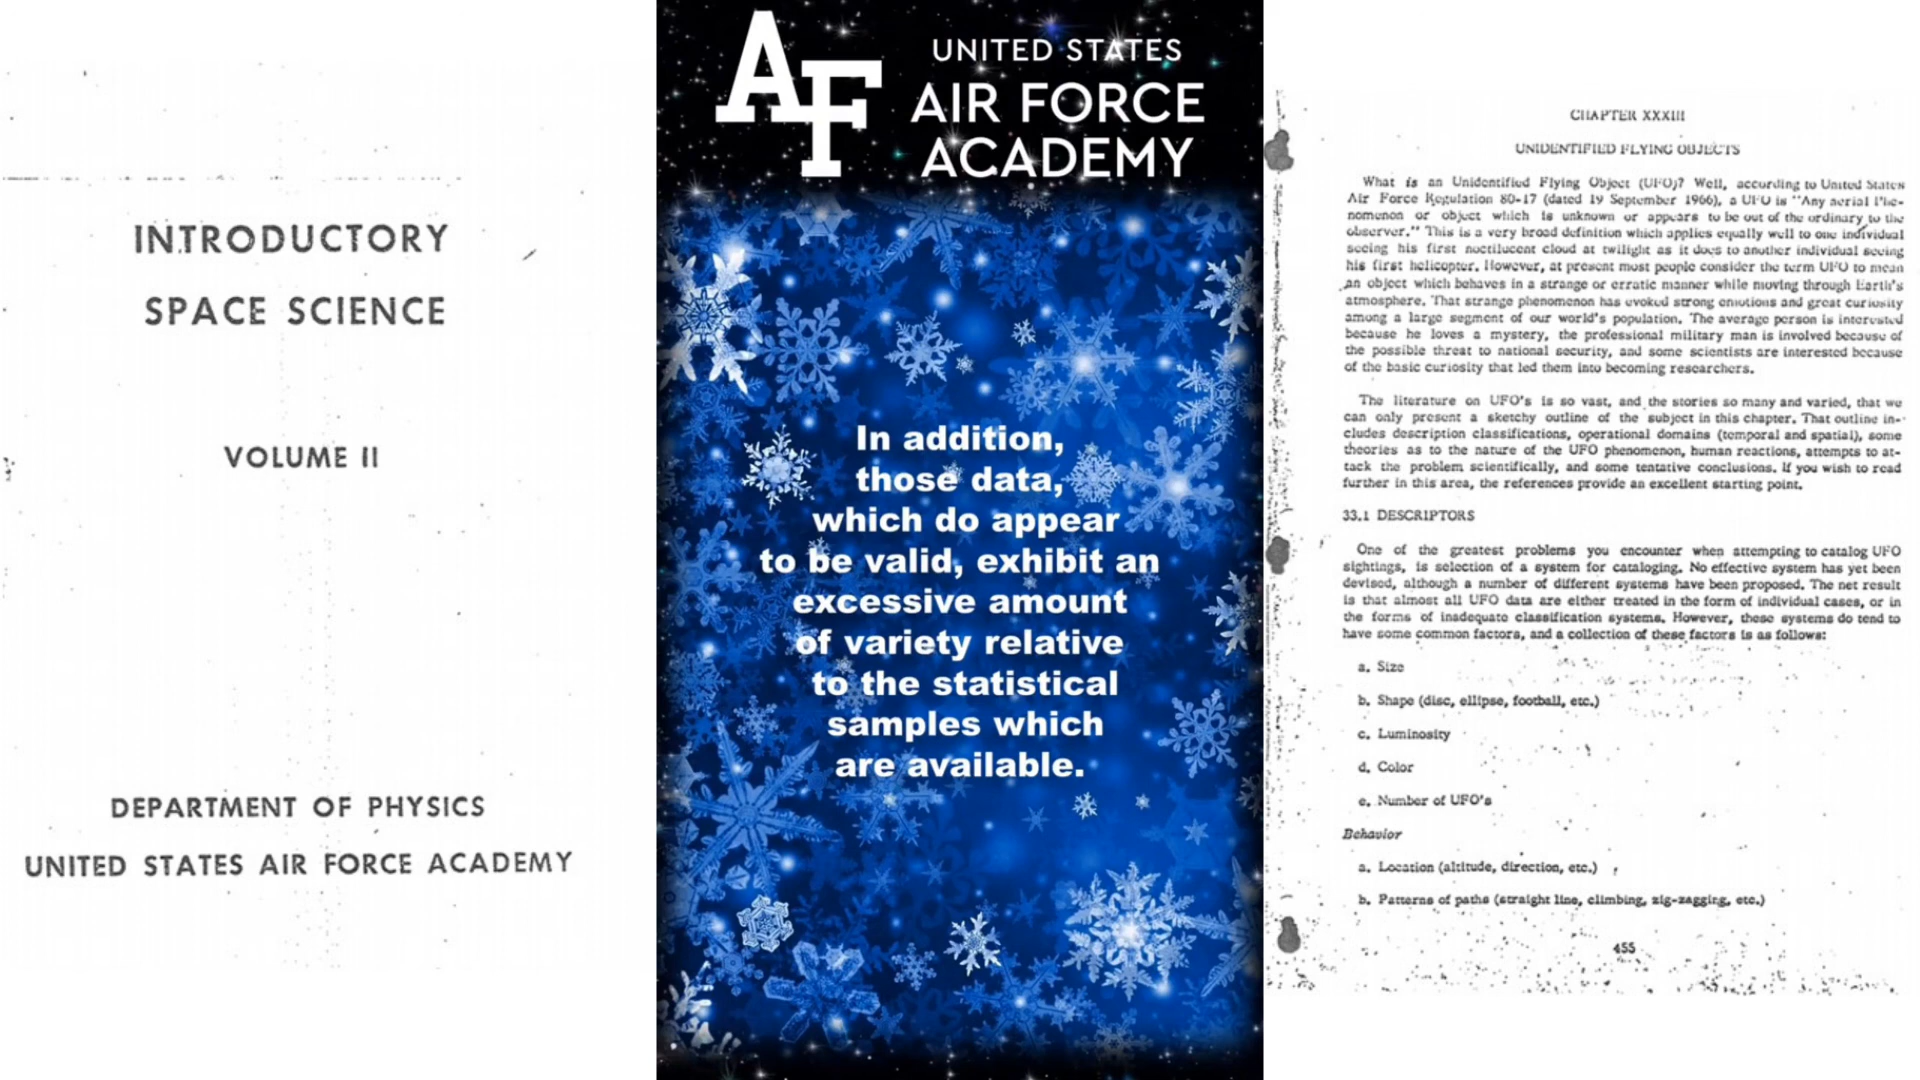 INTRODUCTORY
SPACE SCIENCE
VOLUME II
DEPARTMENT OF PHYSICS
UNITED STATES AIR FORCE ACADEMY
AF
UNITED STATES
AIR FORCE
ACADEMY
In addition,
those data,
which do appear
to be valid, exhibit an
excessive amount
of variety relative
to the statistical
samples which
are available.
CHAPTER XXXIII
UNIDENTIFIED FLYING OBJECTS
What is an Unidentified Flying Object (UFO)? Well, according to United States
Air Force Regulation 80-17 (dated 19 September 1966), a UFO is "Any aerial Phe-
nomenon or object which is unknown or appears to be out of the ordinary to the
observer." This is a very broad definition which applies equally well to one individual
seeing his first noctilucent cloud at twilight as it does to another individual seeing
his first helicopter. However, at present most people consider the term UFO to mean
an object which behaves in a strange or erratic manner while moving through Earth's
atmosphere. That strange phenomenon has evoked strong emotions and great curiosity
among a large segment of our world's population. The average person is interested
because he loves a mystery, the professional military man is involved because of
the possible threat to national security, and some scientists are interested because
of the basic curiosity that led them into becoming researchers.
The literature on UFO's is so vast, and the stories so many and varied, that we
can only present a sketchy outline of the subject in this chapter. That outline in-
cludes description classifications, operational domains (temporal and spatial), some
theories as to the nature of the UFO phenomenon, human reactions, attempts to at-
tack the problem scientifically, and some tentative conclusions. If you wish to read
further in this area, the references provide an excellent starting point.
33.1 DESCRIPTORS
One of the greatest problems you encounter when attempting to catalog UFO
sightings, is selection of a system for cataloging. No effective system has yet been
devised, although a number of different systems have been proposed. The net result
is that almost all UFO data are either treated in the form of individual cases, or in
the forms of inadequate classification systems. However, these systems do tend to
have some common factors, and a collection of these factors is as follows:
a. Size
b. Shape (disc, ellipse, football, etc.)
c. Luminosity
d. Color
e. Number of UFO's
Behavior
a. Location (altitude, direction, etc.)
b. Patterns of paths (straight line, climbing, zig-zagging, etc.)
455